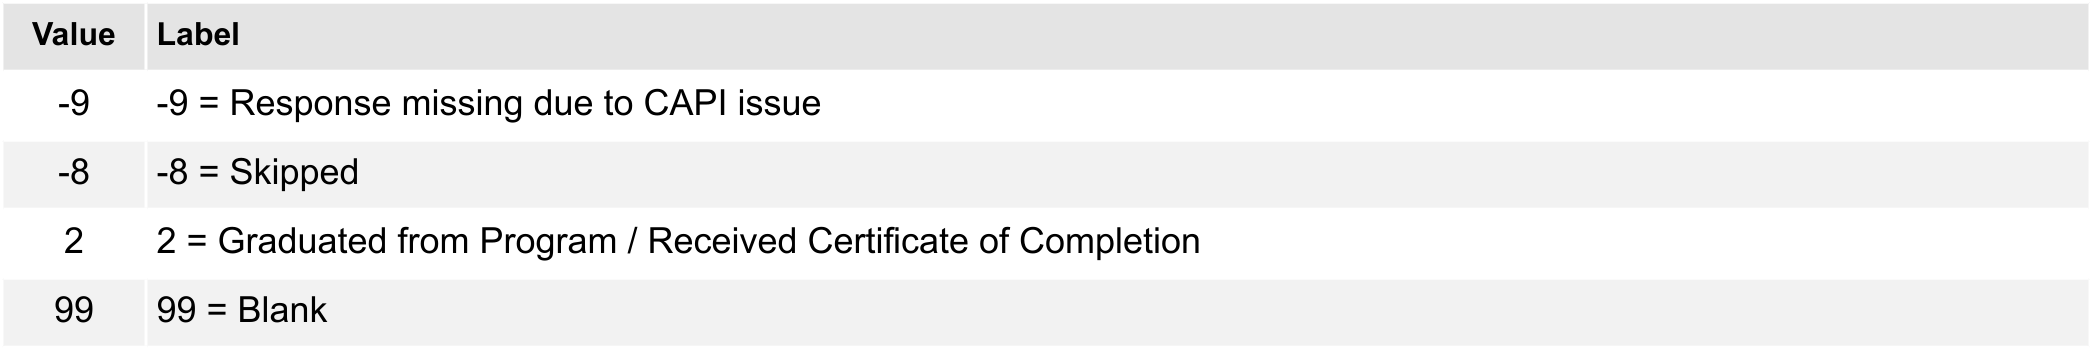 Value Label
-9 -9 = Response missing due to CAPI issue
-8 -8 = Skipped
2 2 = Graduated from Program / Received Certificate of Completion
99 99 = Blank